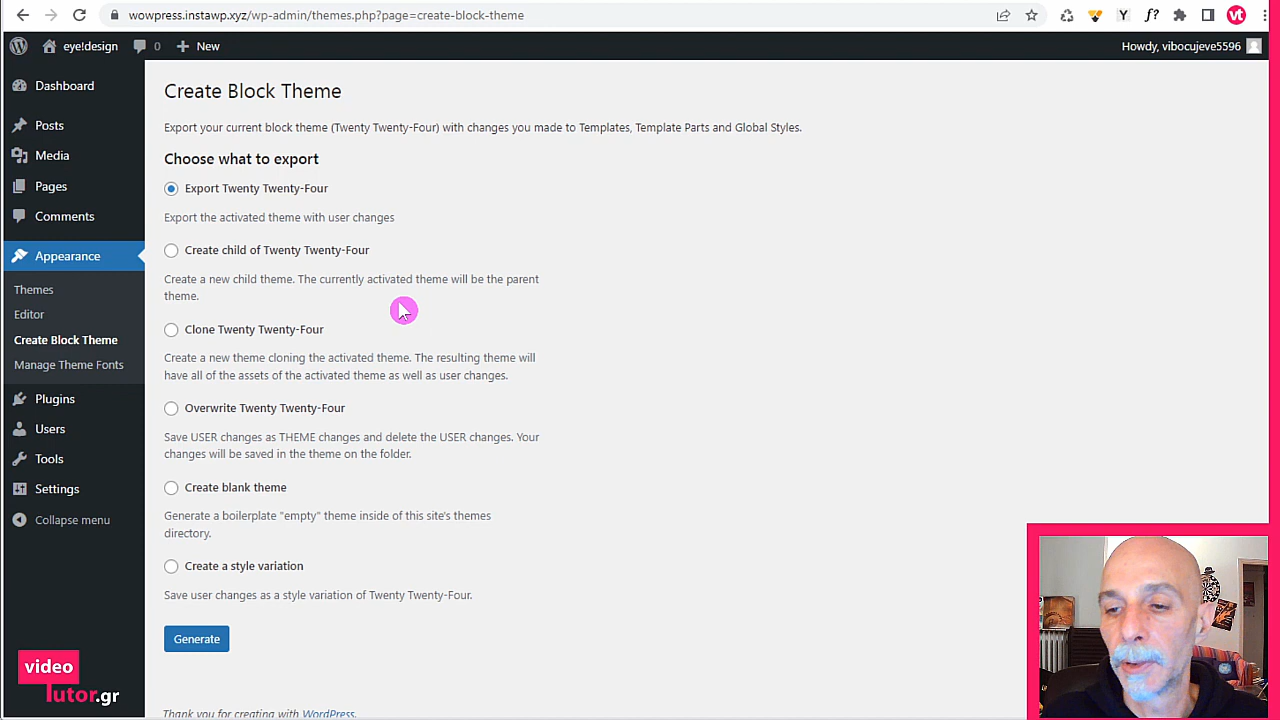 wowpress.instawp.xyz/wp-admin/themes.php?page=create-block-theme
Y
f?
vt
eye!design
0
New
Howdy, vibocujeve5596
Dashboard
Posts
Media
Pages
Comments
Appearance
Themes
Editor
Create Block Theme
Manage Theme Fonts
Plugins
Users
Tools
Settings
Collapse menu
Create Block Theme
Export your current block theme (Twenty Twenty-Four) with changes you made to Templates, Template Parts and Global Styles.
Choose what to export
Export Twenty Twenty-Four
Export the activated theme with user changes
Create child of Twenty Twenty-Four
Create a new child theme. The currently activated theme will be the parent
theme.
Clone Twenty Twenty-Four
Create a new theme cloning the activated theme. The resulting theme will
have all of the assets of the activated theme as well as user changes.
Overwrite Twenty Twenty-Four
Save USER changes as THEME changes and delete the USER changes. Your
changes will be saved in the theme on the folder.
Create blank theme
Generate a boilerplate "empty" theme inside of this site's themes
directory.
Create a style variation
Save user changes as a style variation of Twenty Twenty-Four.
Generate
Thank you for creating with WordPress.
video
tutor.gr